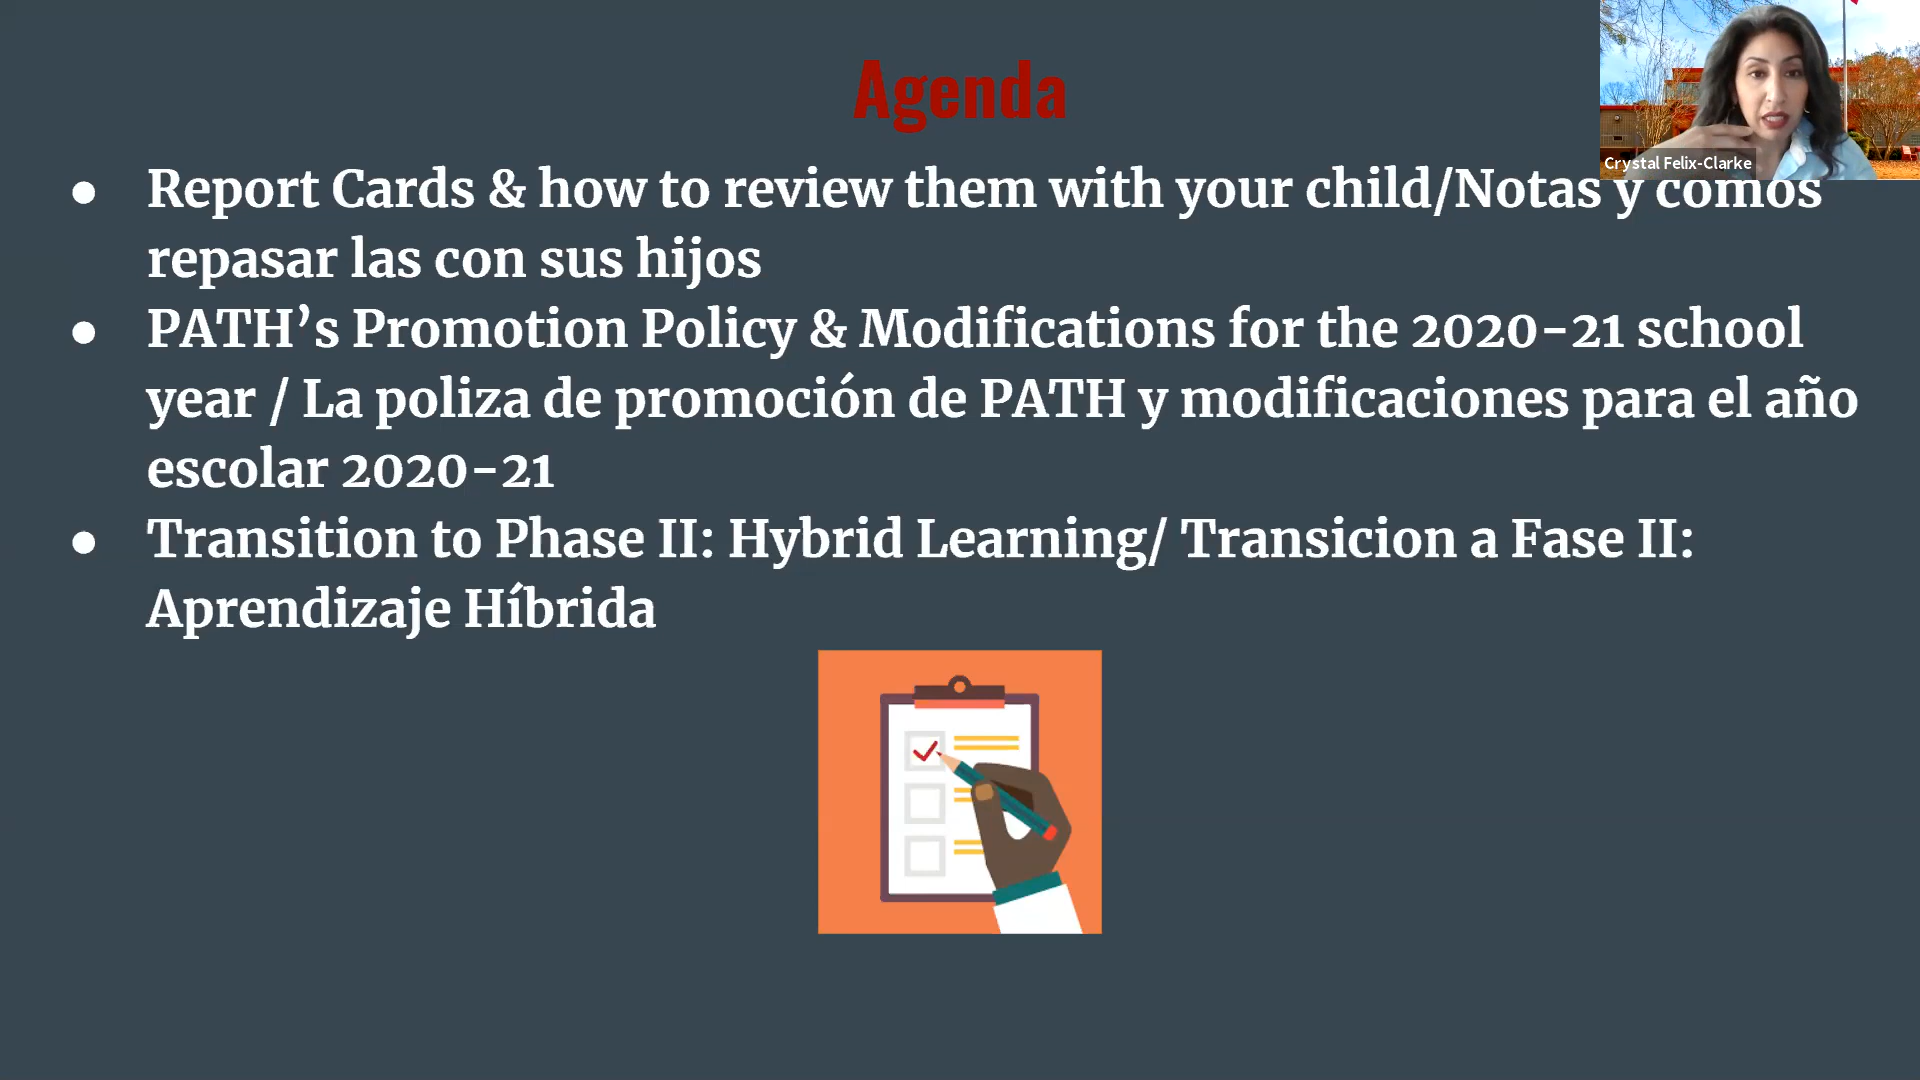 Agenda
Crystal Felix-Clarke
● Report Cards & how to review them with your child/Notas y comos
repasar las con sus hijos
● PATH’s Promotion Policy & Modifications for the 2020-21 school
year / La poliza de promoción de PATH y modificaciones para el año
escolar 2020-21
● Transition to Phase II: Hybrid Learning/ Transicion a Fase II:
Aprendizaje Híbrida